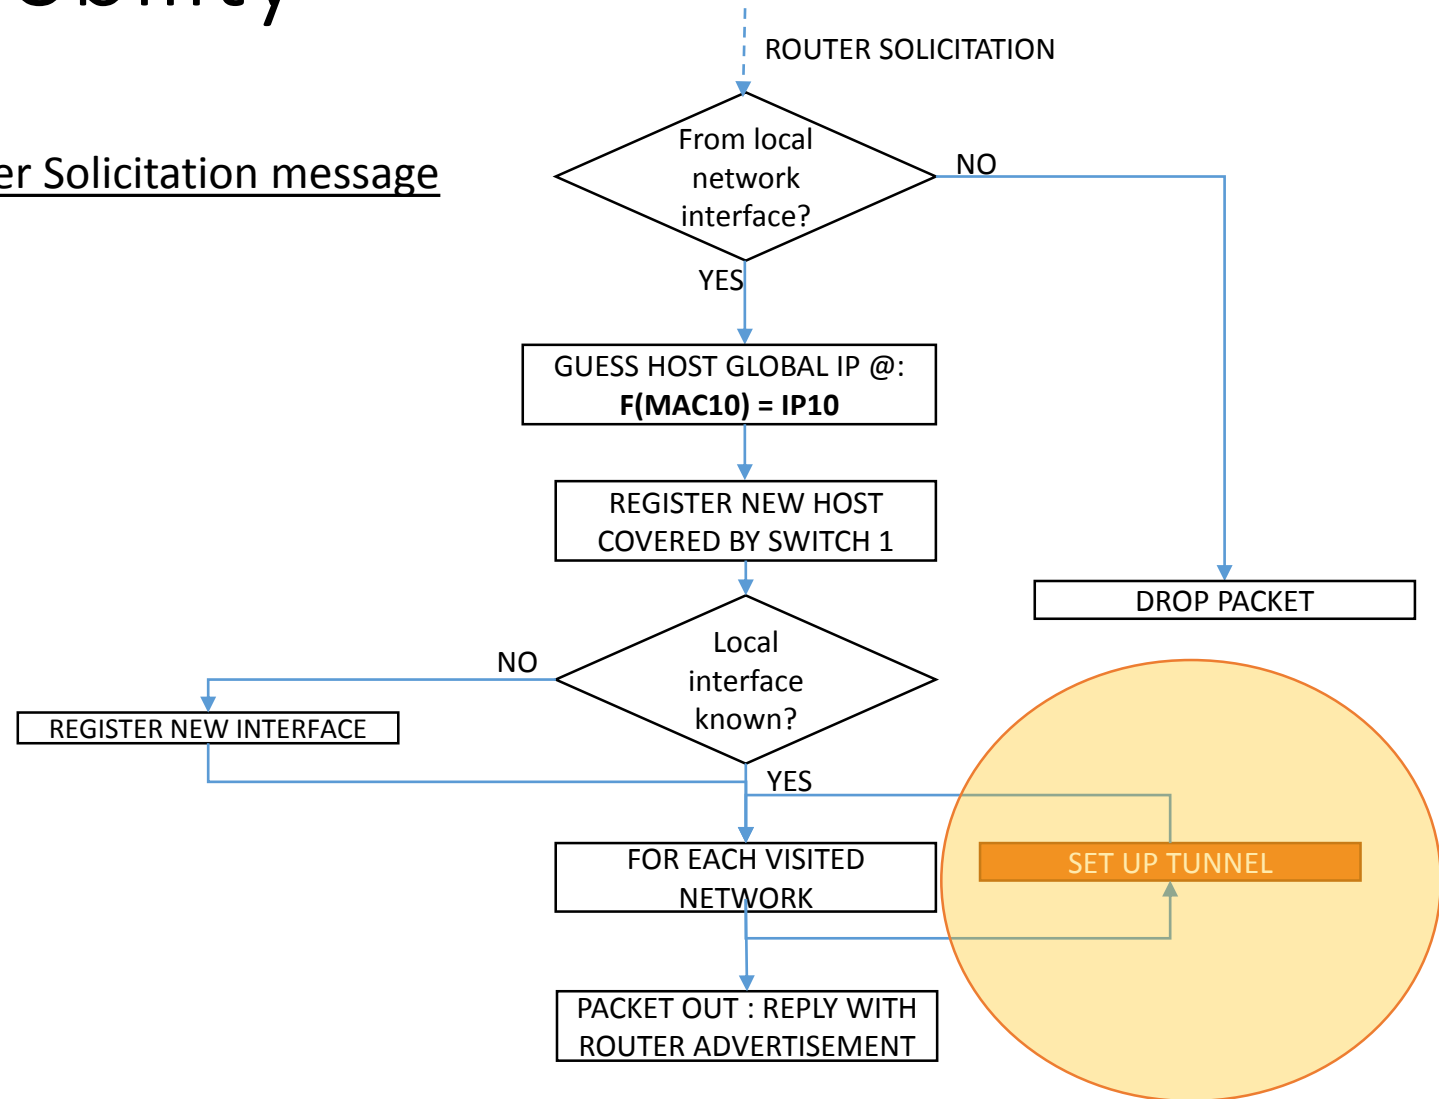 ROUTER SOLICITATION
er Solicitation message
From local
network
interface?
NO
YES
GUESS HOST GLOBAL IP @:
F(MAC10) = IP10
REGISTER NEW HOST
COVERED BY SWITCH 1
DROP PACKET
Local
interface
known?
NO
REGISTER NEW INTERFACE
YES
FOR EACH VISITED
NETWORK
SET UP TUNNEL
PACKET OUT : REPLY WITH
ROUTER ADVERTISEMENT